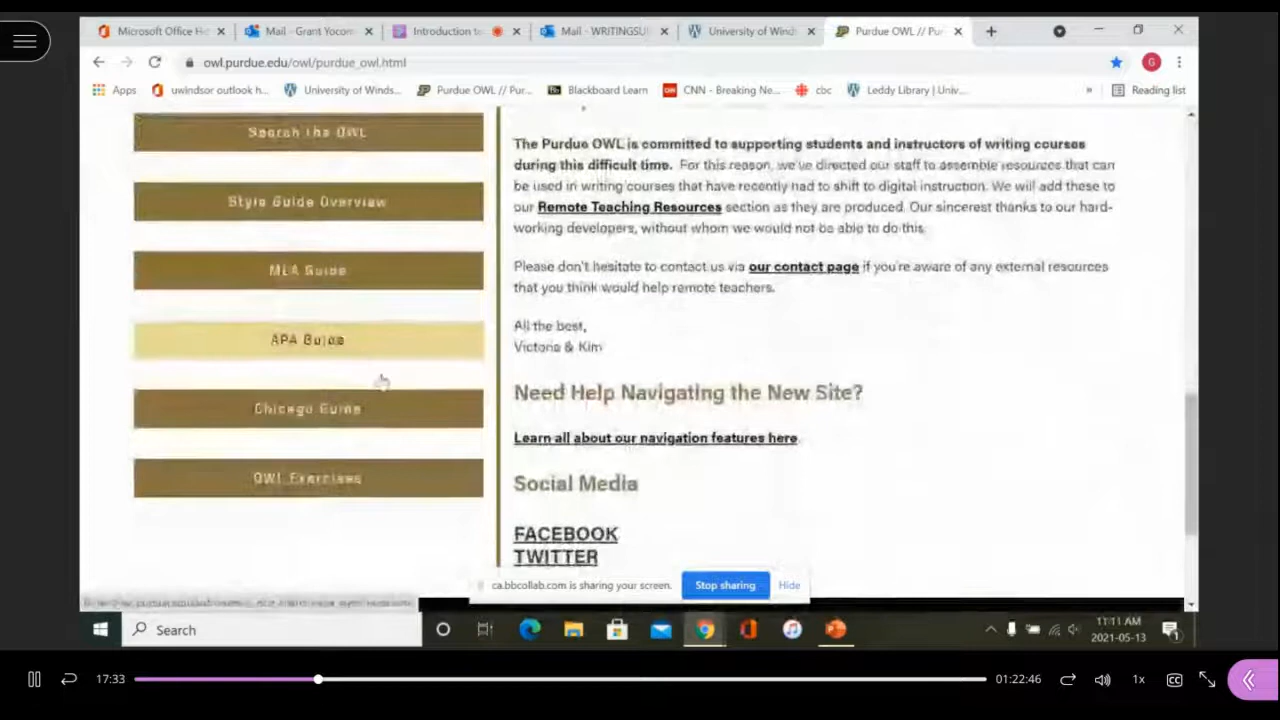 Microsoft Office Ho
Mail - Grant Yocom
Introduction to
Mail - WRITINGSU
University of Winds
Purdue OWL // Pur
owl.purdue.edu/owl/purdue_owl.html
G
Apps
uwindsor outlook h...
University of Winds...
Purdue OWL // Pur...
Blackboard Learn
CNN - Breaking Ne...
cbc
Leddy Library | Univ...
»
Reading list
Search the OWL
Style Guide Overview
MLA Guide
APA Guide
Chicago Guide
OWL Exercises
The Purdue OWL is committed to supporting students and instructors of writing courses
during this difficult time. For this reason, we've directed our staff to assemble resources that can
be used in writing courses that have recently had to shift to digital instruction. We will add these to
our Remote Teaching Resources section as they are produced. Our sincerest thanks to our hard-
working developers, without whom we would not be able to do this.
Please don't hesitate to contact us via our contact page if you're aware of any external resources
that you think would help remote teachers.
All the best,
Victoria & Kim
Need Help Navigating the New Site?
Learn all about our navigation features here
Social Media
FACEBOOK
TWITTER
ca.bbcollab.com is sharing your screen.
Stop sharing
Hide
Search
11:11 AM
2021-05-13
1
17:33
01:22:46
1x
CC